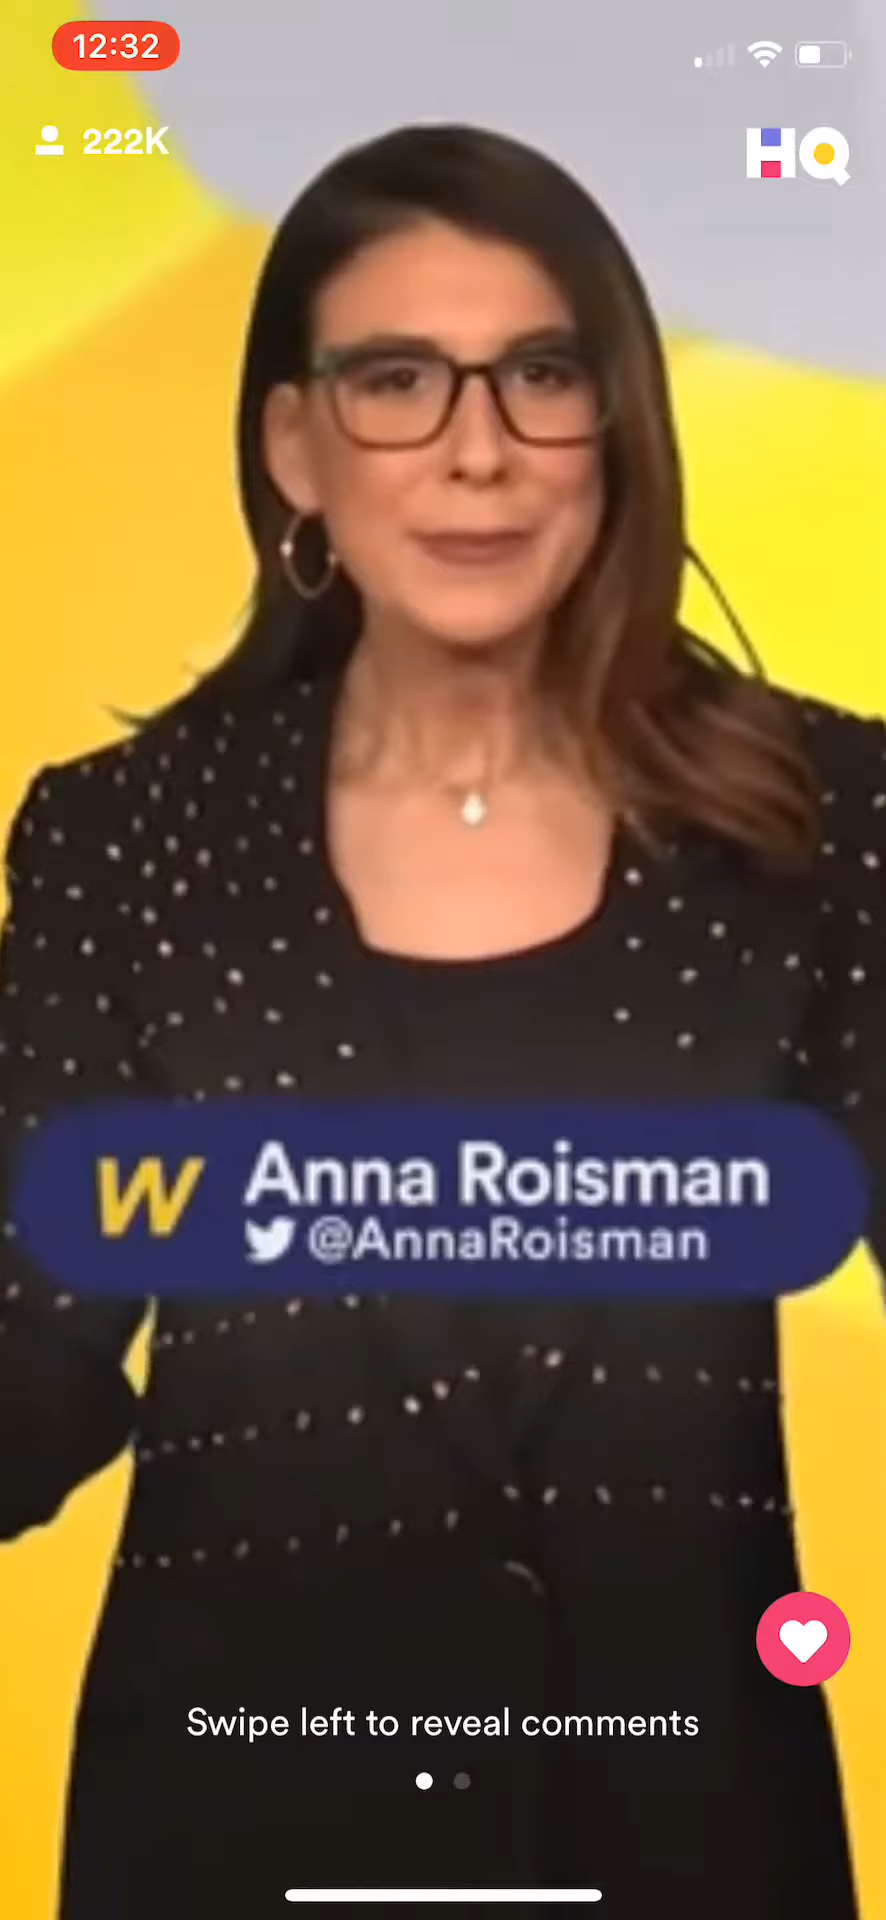 12:32
222K
HQ
W
Anna Roisman
@AnnaRoisman
Swipe left to reveal comments